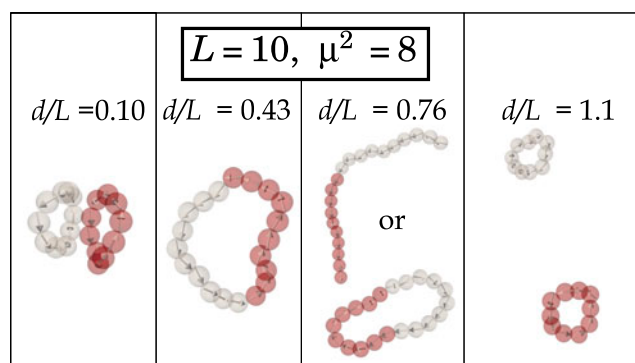 L = 10, μ² = 8
d/L =0.10
d/L = 0.43
d/L = 0.76
d/L = 1.1
or